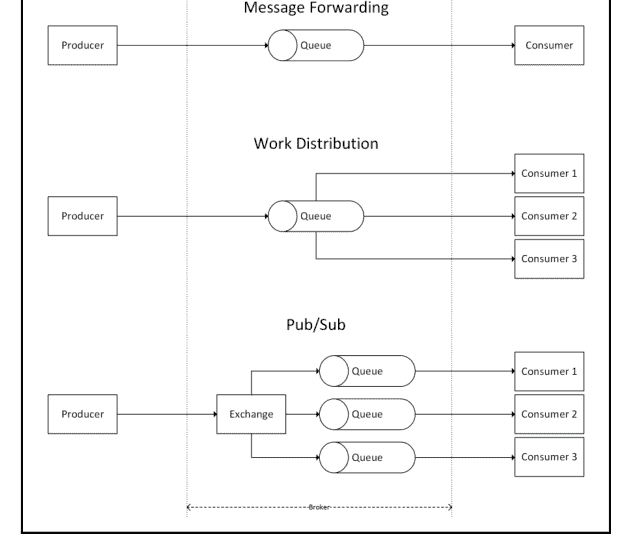 Message Forwarding
Producer
Queue
Consumer
Work Distribution
Consumer 1
Producer
Queue
Consumer 2
Consumer 3
Pub/Sub
Queue
Consumer 1
Producer
Exchange
Queue
Consumer 2
Queue
Consumer 3
Broker